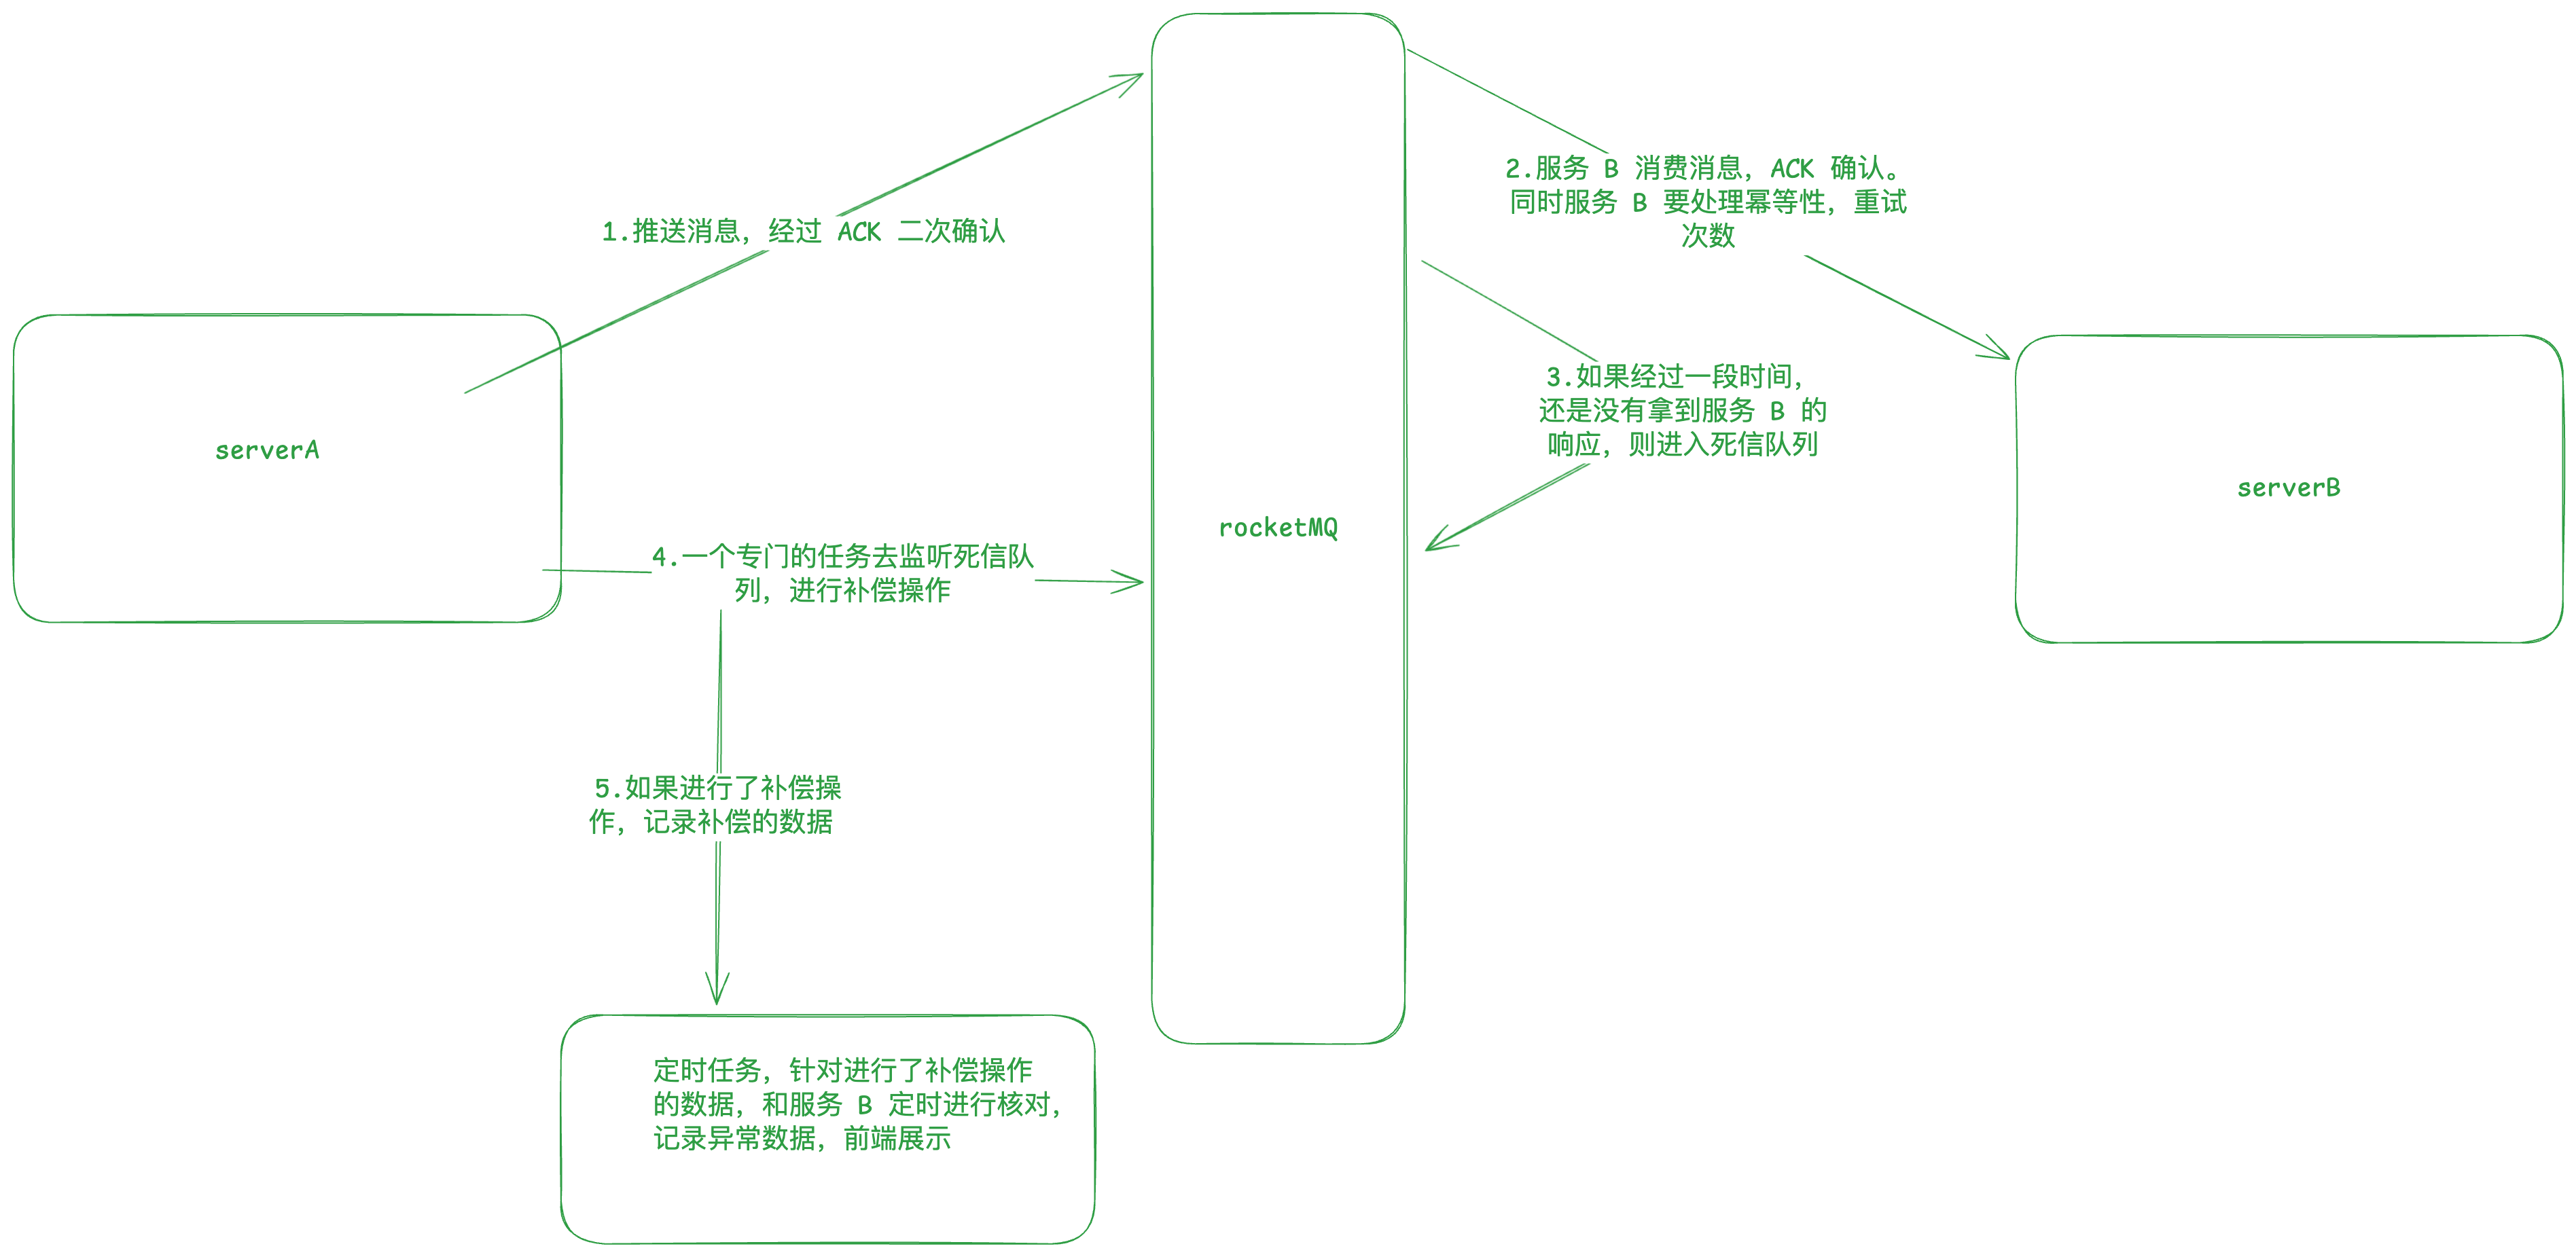 1.推送消息，经过 ACK 二次确认
2.服务 B 消费消息，ACK 确认。
同时服务 B 要处理幂等性，重试
次数
3.如果经过一段时间，
还是没有拿到服务 B 的
响应，则进入死信队列
serverA
rocketMQ
serverB
4.一个专门的任务去监听死信队
列，进行补偿操作
5.如果进行了补偿操
作，记录补偿的数据
定时任务，针对进行了补偿操作
的数据，和服务 B 定时进行核对，
记录异常数据，前端展示